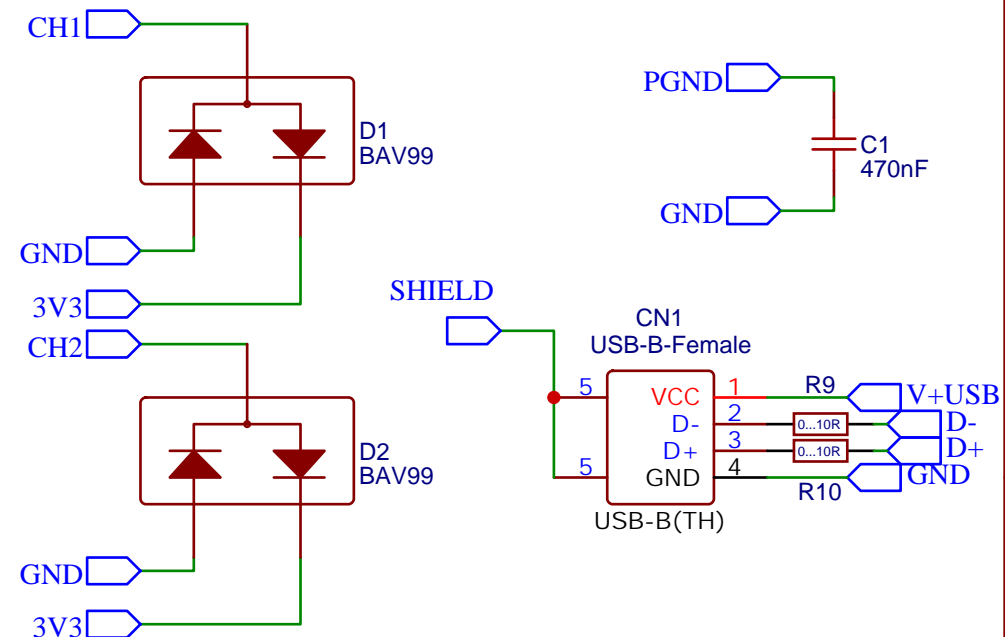 CH1
D1
BAV99
GND
3V3
CH2
D2
BAV99
GND
3V3
PGND
C1
470nF
GND
SHIELD
CN1
USB-B-Female
5
5
VCC 1
D- 2
D+ 3
GND 4
USB-B(TH)
R9
0...10R
0...10R
R10
V+USB
D-
D+
GND